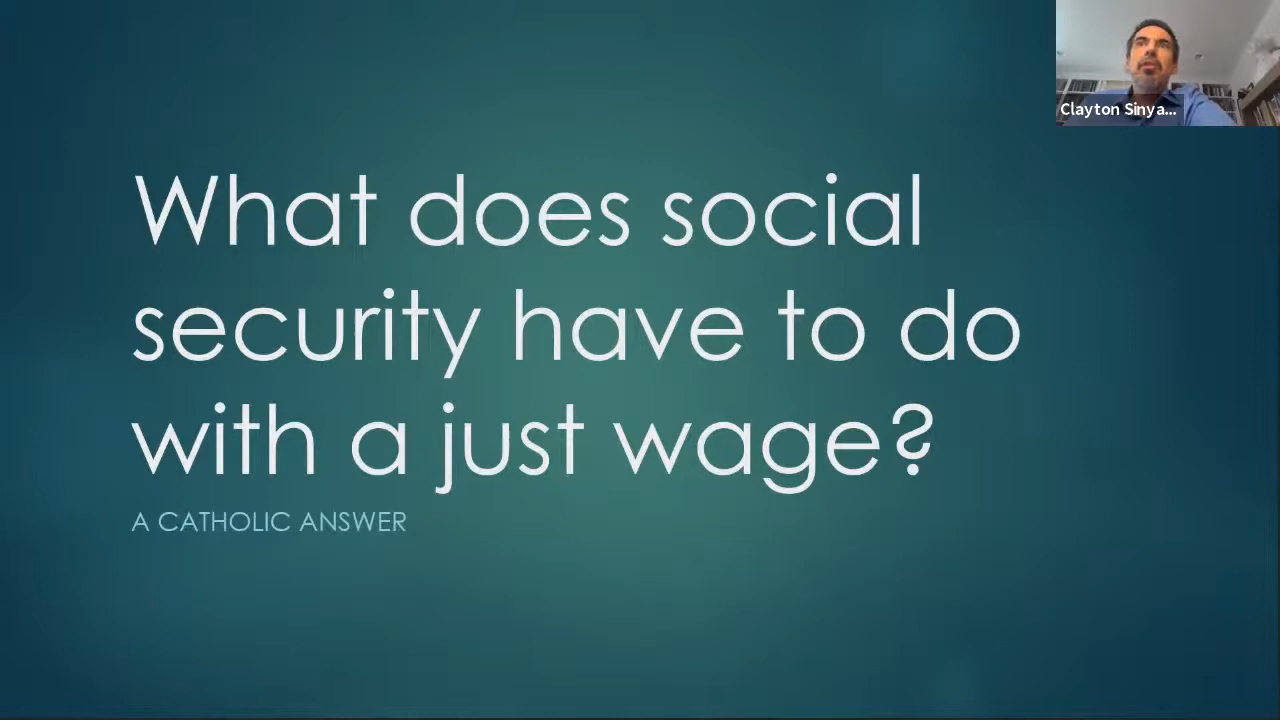 Clayton Sinya...
What does social
security have to do
with a just wage?
A CATHOLIC ANSWER